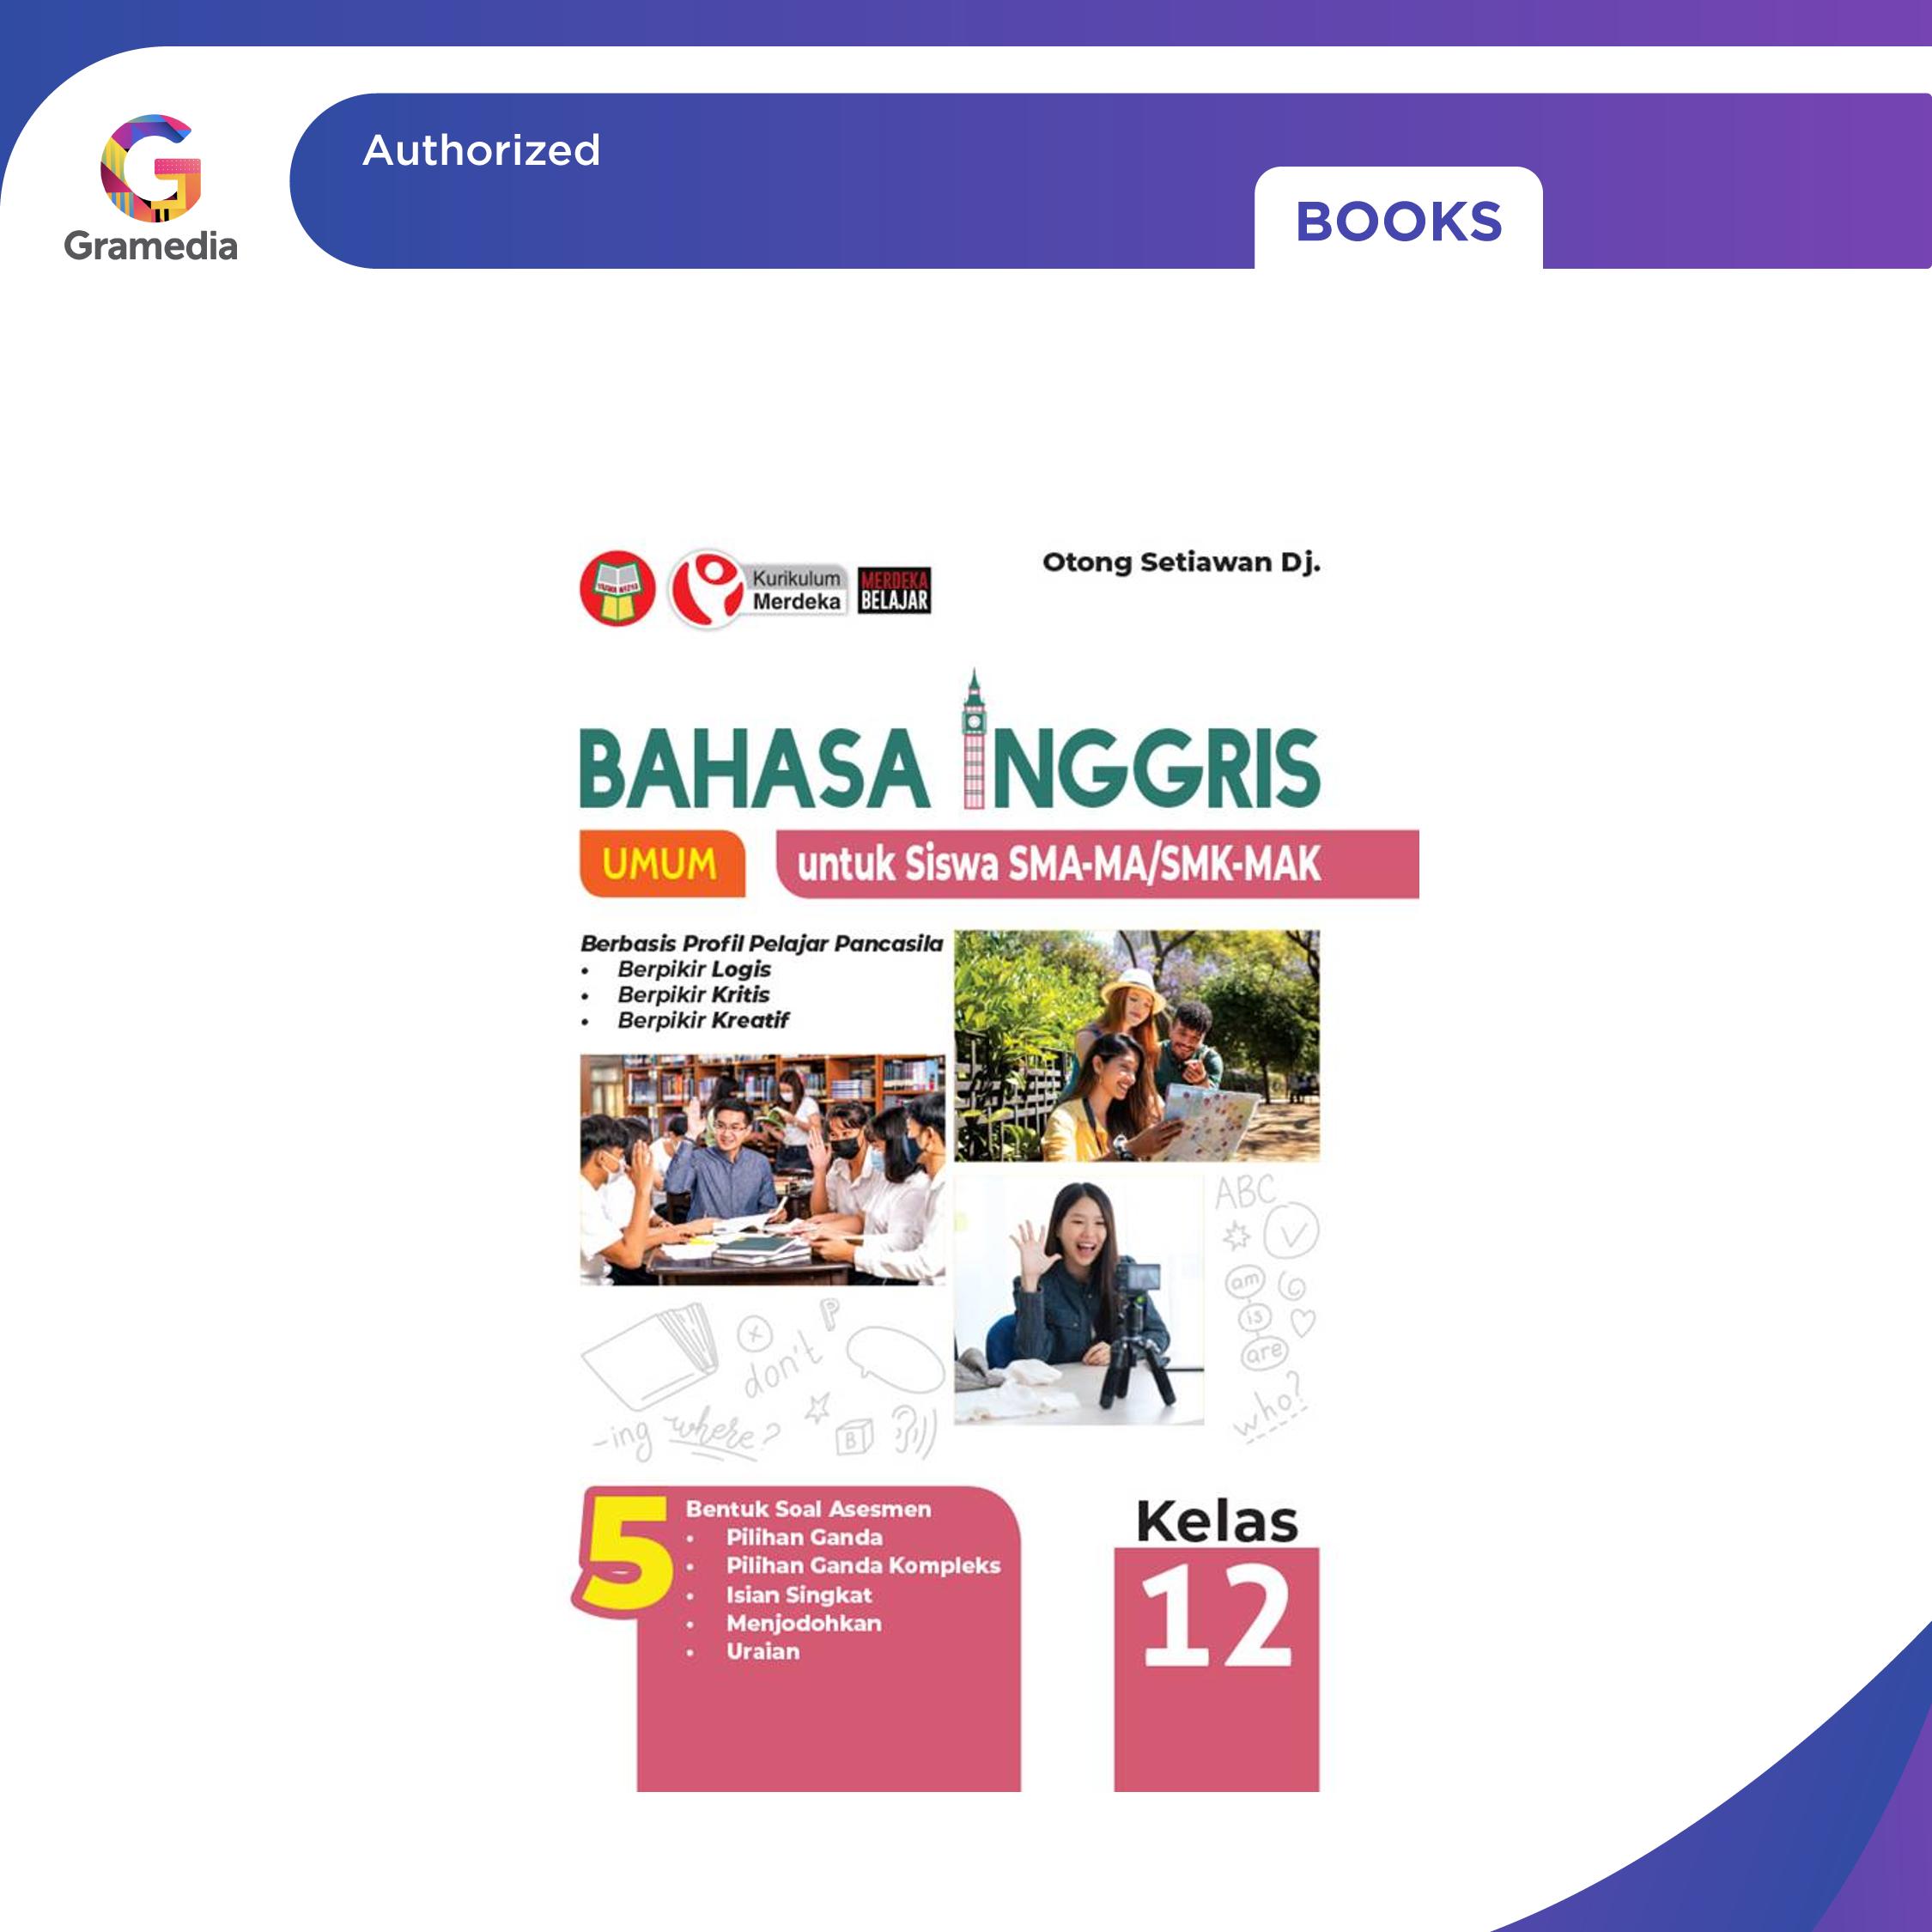 Gramedia
Authorized
BOOKS
Otong Setiawan Dj.
YRAMA WIDYA
Kurikulum
Merdeka
MERDEKA
BELAJAR
BAHASA INGGRIS
UMUM
untuk Siswa SMA-MA/SMK-MAK
Berbasis Profil Pelajar Pancasila
• Berpikir Logis
• Berpikir Kritis
• Berpikir Kreatif
ABC
am
is
are
who?
P
don't
-ing where?
B
5
Bentuk Soal Asesmen
• Pilihan Ganda
• Pilihan Ganda Kompleks
• Isian Singkat
• Menjodohkan
• Uraian
Kelas
12